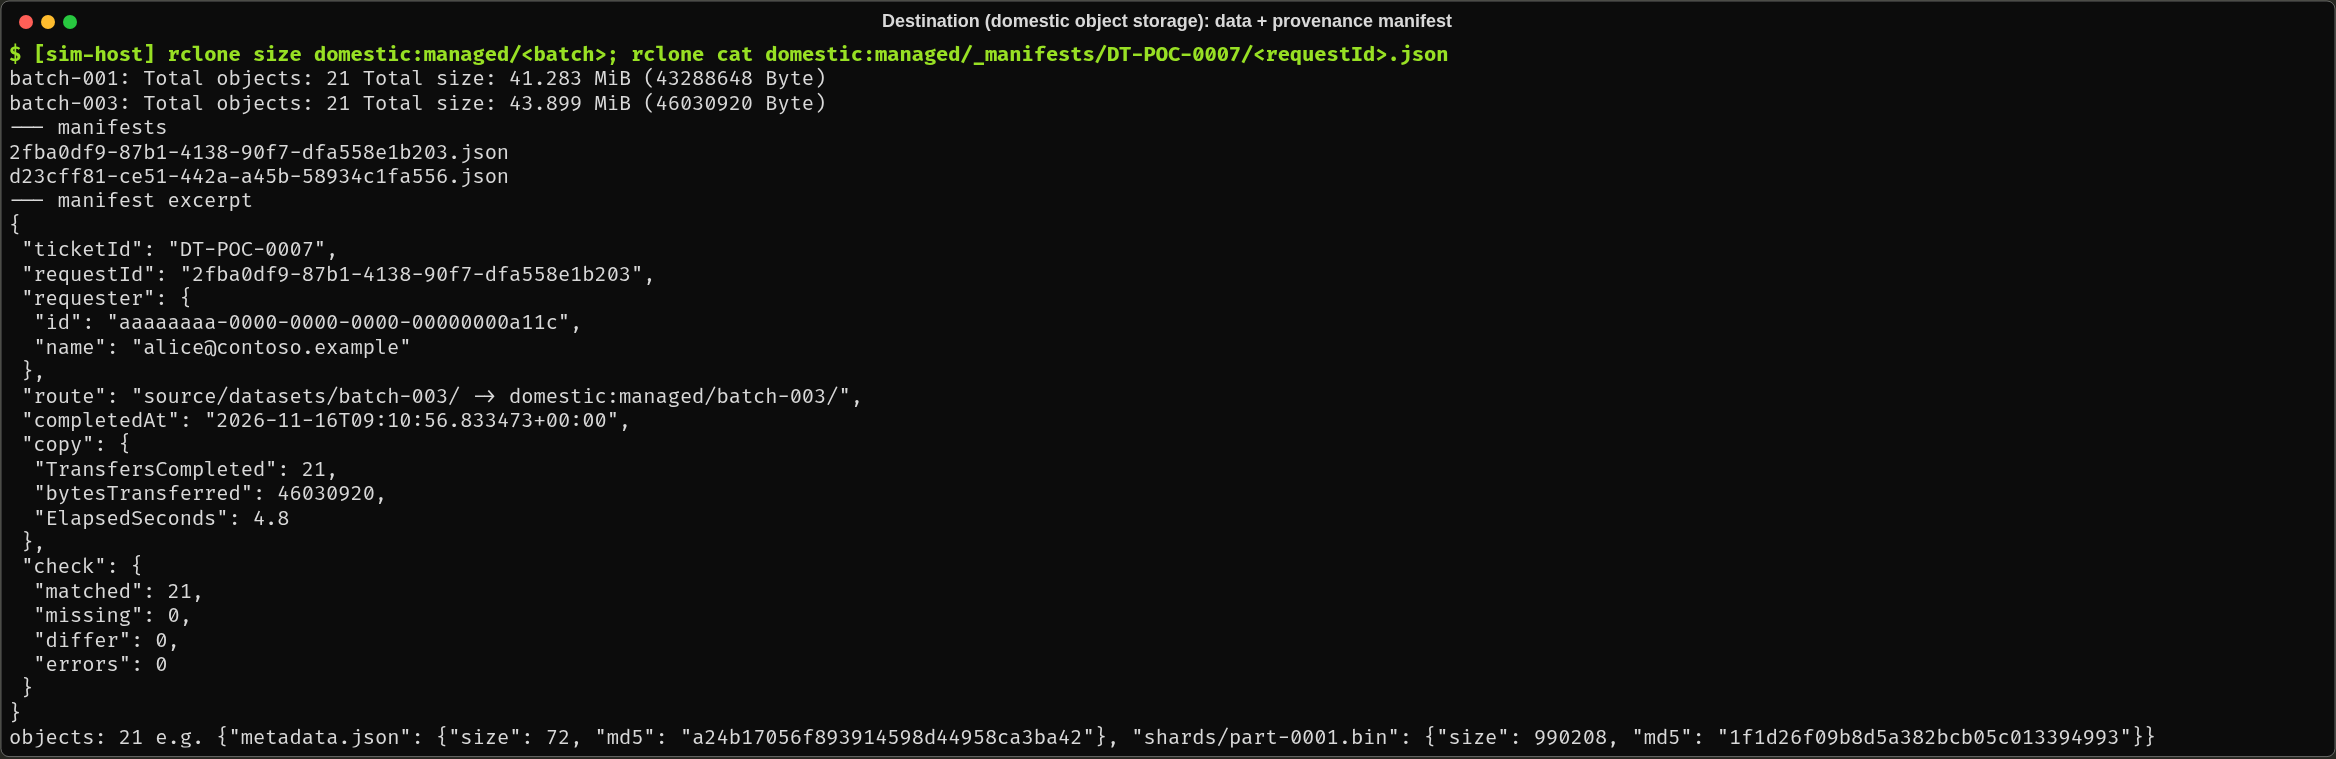 Destination (domestic object storage): data + provenance manifest
$ [sim-host] rclone size domestic:managed/<batch>; rclone cat domestic:managed/_manifests/DT-POC-0007/<requestId>.json
batch-001: Total objects: 21 Total size: 41.283 MiB (43288648 Byte)
batch-003: Total objects: 21 Total size: 43.899 MiB (46030920 Byte)
--- manifests
2fba0df9-87b1-4138-90f7-dfa558e1b203.json
d23cff81-ce51-442a-a45b-58934c1fa556.json
--- manifest excerpt
{
 "ticketId": "DT-POC-0007",
 "requestId": "2fba0df9-87b1-4138-90f7-dfa558e1b203",
 "requester": {
  "id": "aaaaaaaa-0000-0000-0000-00000000a11c",
  "name": "alice@contoso.example"
 },
 "route": "source/datasets/batch-003/ -> domestic:managed/batch-003/",
 "completedAt": "2026-11-16T09:10:56.833473+00:00",
 "copy": {
  "TransfersCompleted": 21,
  "bytesTransferred": 46030920,
  "ElapsedSeconds": 4.8
 },
 "check": {
  "matched": 21,
  "missing": 0,
  "differ": 0,
  "errors": 0
 }
}
objects: 21 e.g. {"metadata.json": {"size": 72, "md5": "a24b17056f893914598d44958ca3ba42"}, "shards/part-0001.bin": {"size": 990208, "md5": "1f1d26f09b8d5a382bcb05c013394993"}}